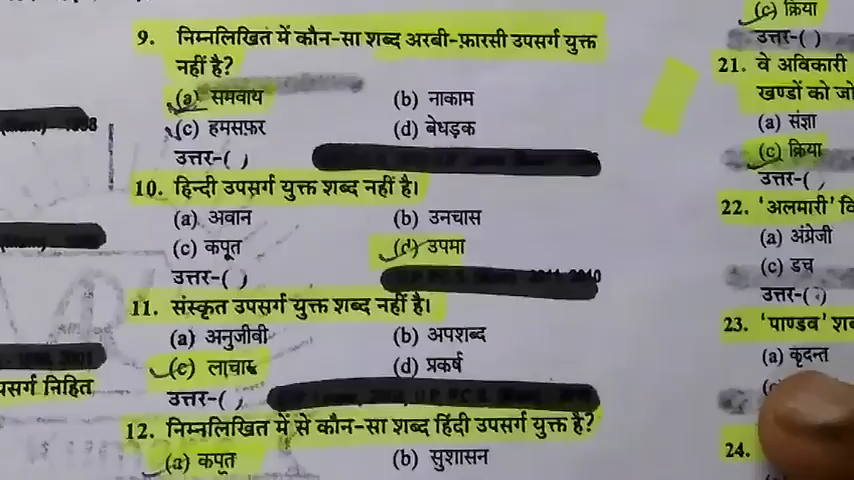 9. निम्नलिखित में कौन-सा शब्द अरबी-फ़ारसी उपसर्ग युक्त
नहीं है?
(a) समवाय (b) नाकाम
(c) हमसफ़र (d) बेधड़क
उत्तर-( )
10. हिन्दी उपसर्ग युक्त शब्द नहीं है।
(a) अवान (b) उनचास
(c) कपूत (d) उपमा
उत्तर-( )
11. संस्कृत उपसर्ग युक्त शब्द नहीं है।
(a) अनुजीवी (b) अपशब्द
(c) लाचार (d) प्रकर्ष
उत्तर-( )
12. निम्नलिखित में से कौन-सा शब्द हिंदी उपसर्ग युक्त है?
(a) कपूत (b) सुशासन
पसर्ग निहित
(c) क्रिया
उत्तर-( )
21. वे अविकारी
खण्डों को जो
(a) संज्ञा
(c) क्रिया
उत्तर-( )
22. 'अलमारी' वि
(a) अंग्रेजी
(c) डच
उत्तर-( )
23. 'पाण्डव' शब
(a) कृदन्त
24.